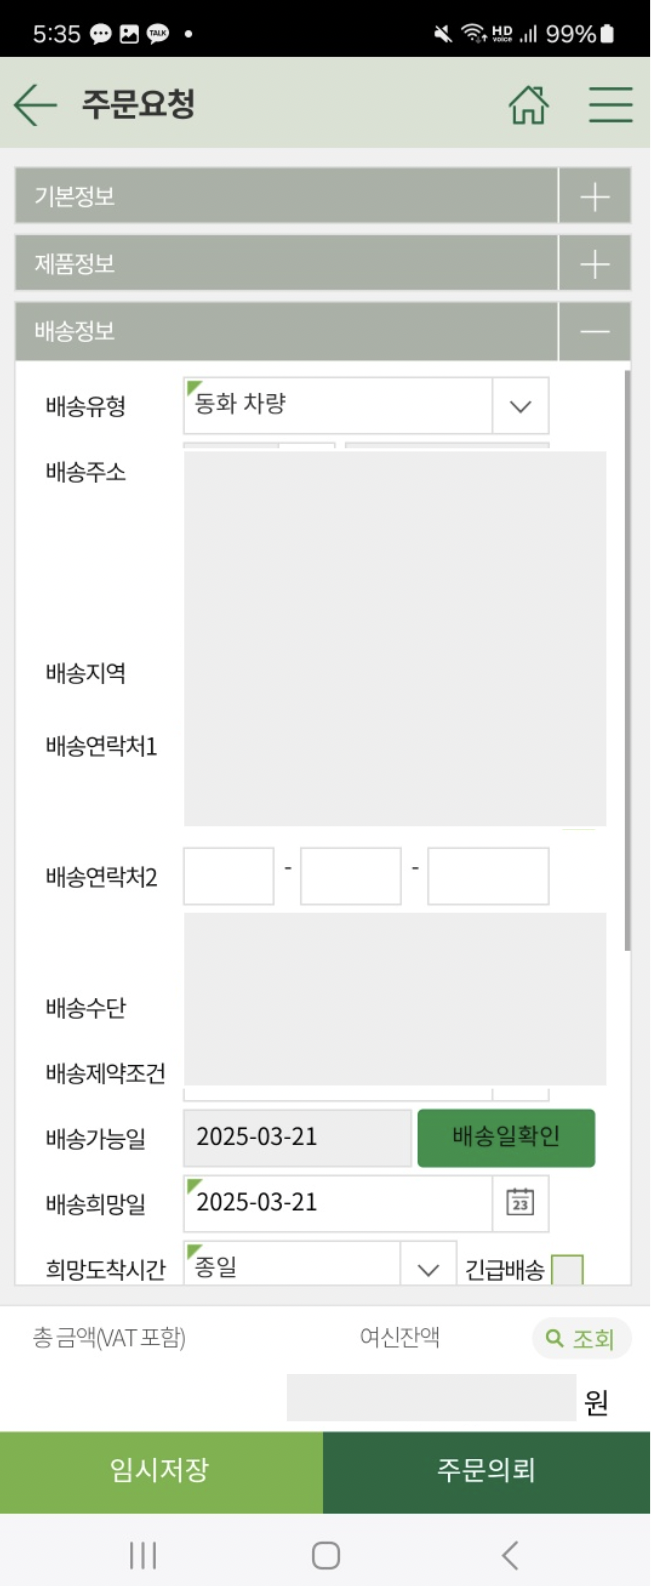 5:35 TALK HD voice 99%
주문요청
기본정보
제품정보
배송정보
배송유형 동화 차량
배송주소
배송지역
배송연락처1
배송연락처2 - -
배송수단
배송제약조건
배송가능일 2025-03-21 배송일확인
배송희망일 2025-03-21 23
희망도착시간 종일 긴급배송
총 금액(VAT 포함) 여신잔액 조회
원
임시저장 주문의뢰